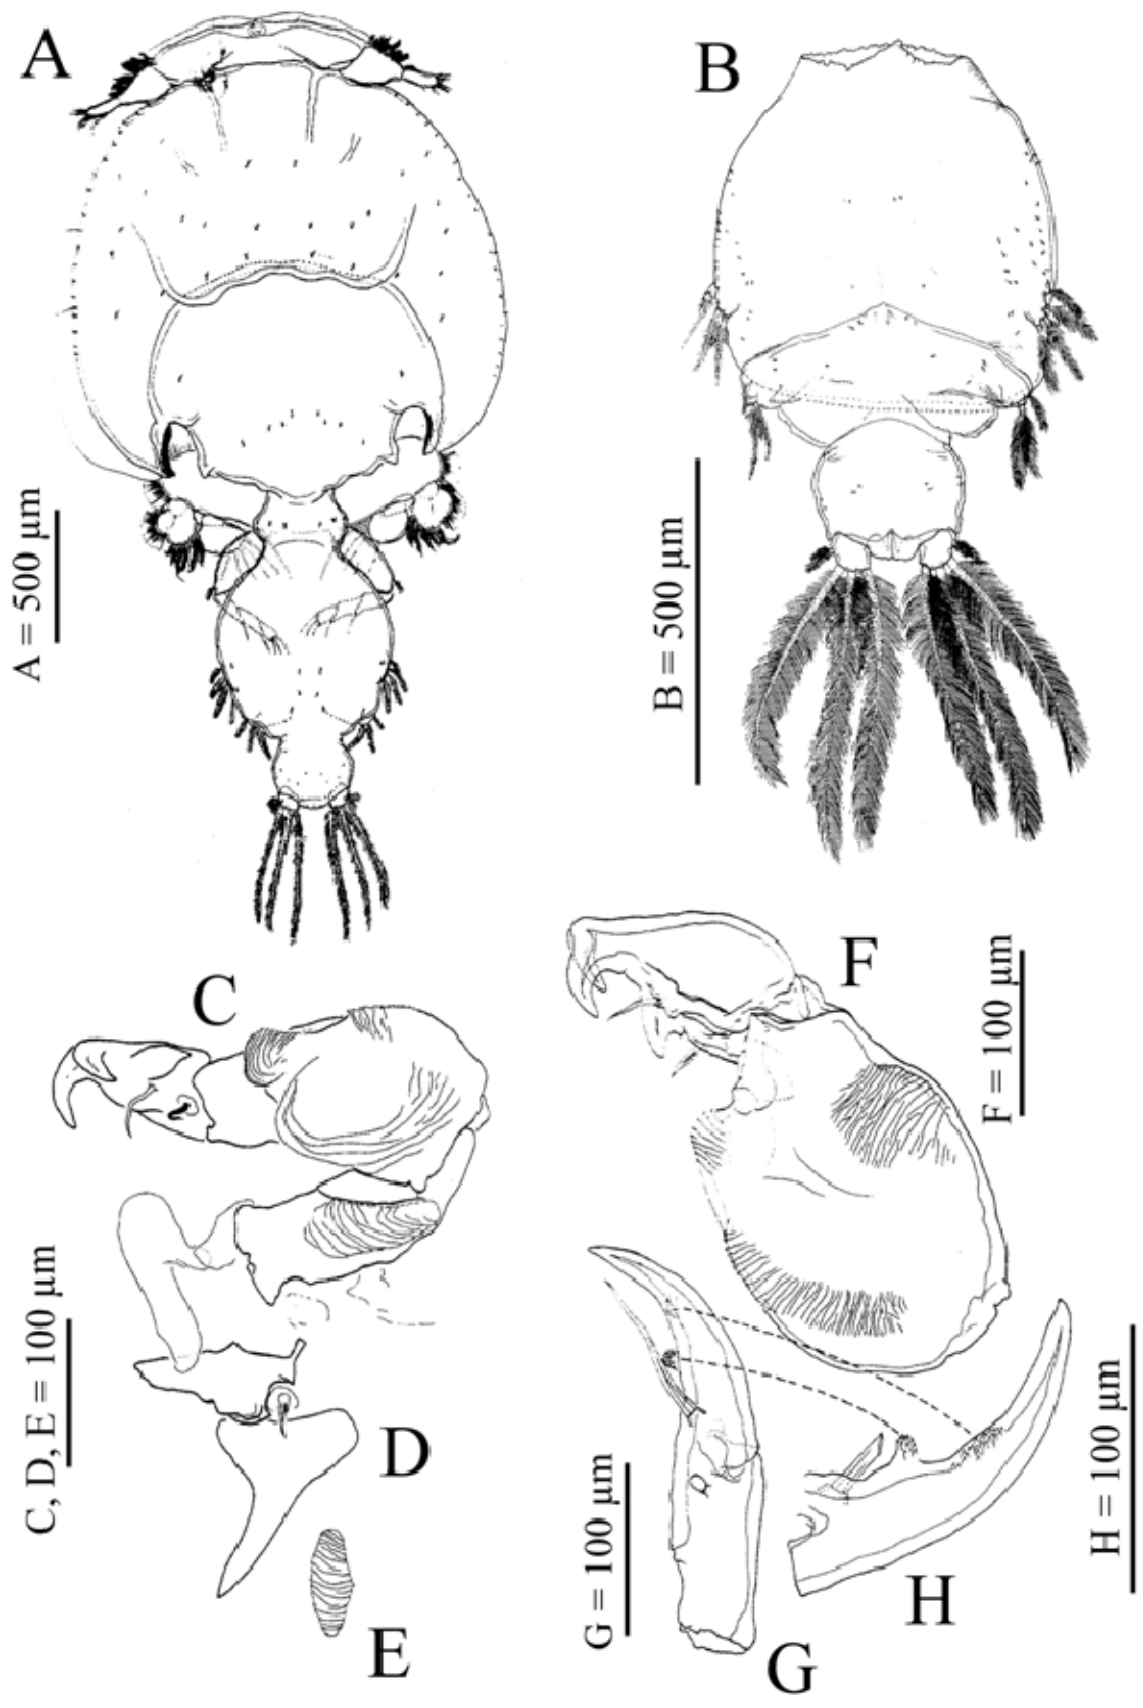 A
B
A = 500 µm
B = 500 µm
C
F
F = 100 µm
C, D, E = 100 µm
D
E
G = 100 µm
H = 100 µm
H
G